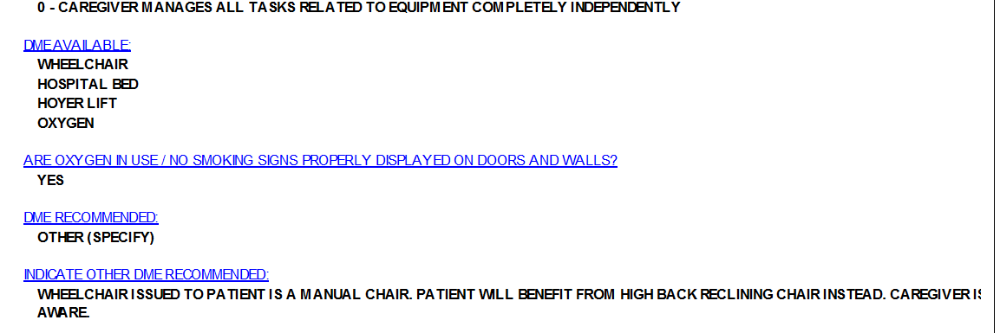 0 - CAREGIVER MANAGES ALL TASKS RELATED TO EQUIPMENT COMPLETELY INDEPENDENTLY
DME AVAILABLE:
WHEELCHAIR
HOSPITAL BED
HOYER LIFT
OXYGEN
ARE OXYGEN IN USE / NO SMOKING SIGNS PROPERLY DISPLAYED ON DOORS AND WALLS?
YES
DME RECOMMENDED:
OTHER (SPECIFY)
INDICATE OTHER DME RECOMMENDED:
WHEELCHAIR ISSUED TO PATIENT IS A MANUAL CHAIR. PATIENT WILL BENEFIT FROM HIGH BACK RECLINING CHAIR INSTEAD. CAREGIVER IS
AWARE.